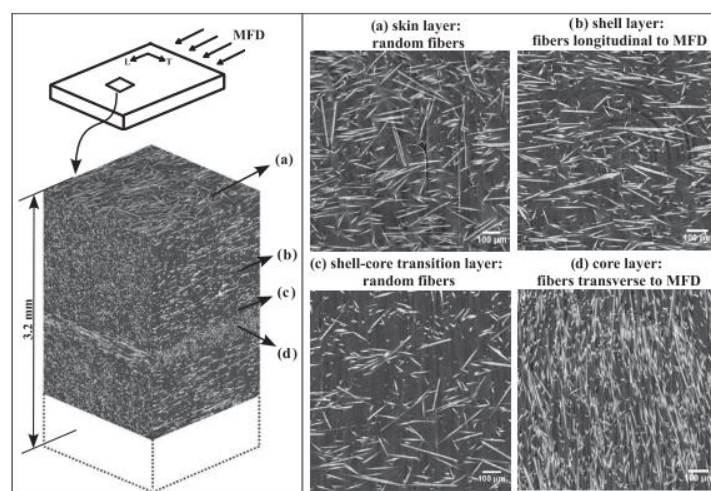 MFD
L
T
(a)
(b)
(c)
(d)
3.2 mm
(a) skin layer:
random fibers
100 µm
(b) shell layer:
fibers longitudinal to MFD
100 µm
(c) shell-core transition layer:
random fibers
100 µm
(d) core layer:
fibers transverse to MFD
100 µm